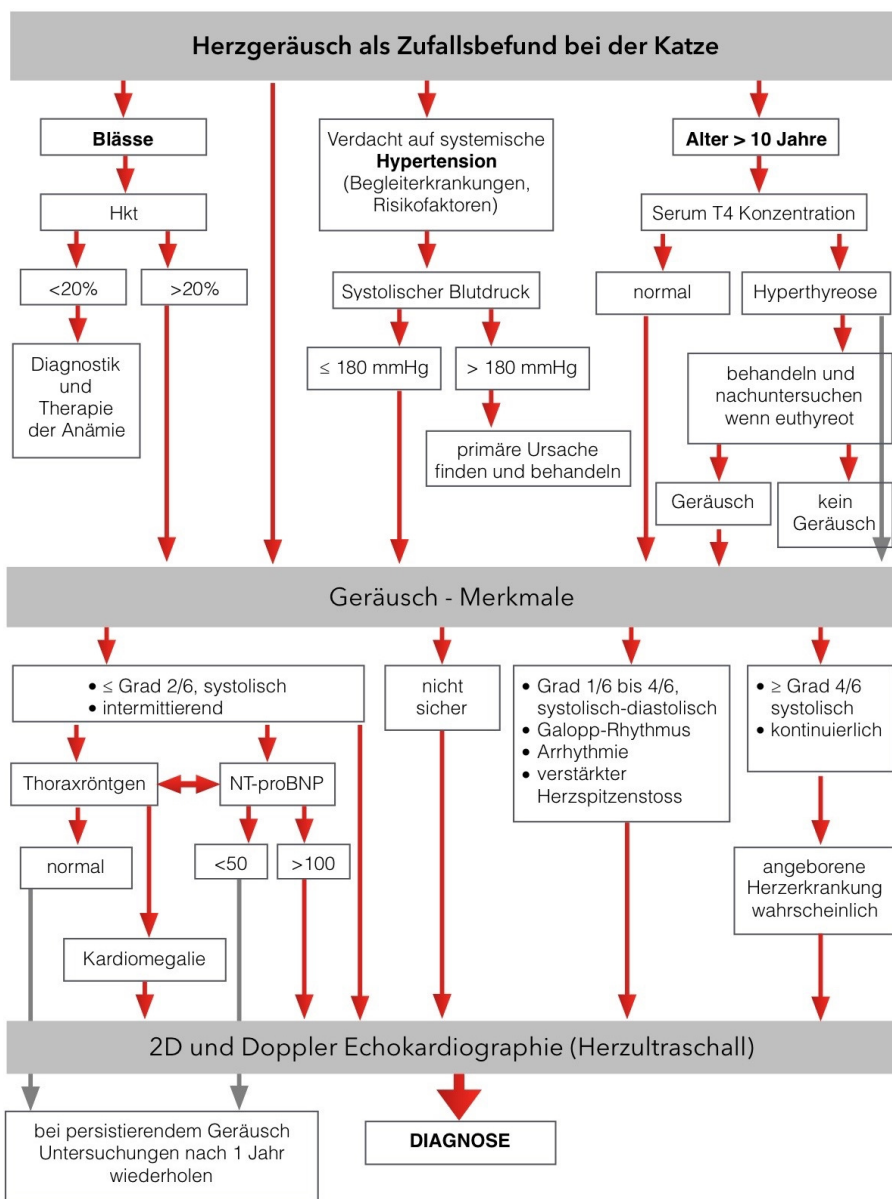 Herzgeräusch als Zufallsbefund bei der Katze
Blässe
Hkt
<20%
>20%
Diagnostik
und
Therapie
der Anämie
Verdacht auf systemische
Hypertension
(Begleiterkrankungen,
Risikofaktoren)
Systolischer Blutdruck
≤ 180 mmHg
> 180 mmHg
primäre Ursache
finden und behandeln
Alter > 10 Jahre
Serum T4 Konzentration
normal
Hyperthyreose
behandeln und
nachuntersuchen
wenn euthyreot
Geräusch
kein
Geräusch
Geräusch - Merkmale
• ≤ Grad 2/6, systolisch
• intermittierend
Thoraxröntgen
NT-proBNP
normal
<50
>100
Kardiomegalie
nicht
sicher
• Grad 1/6 bis 4/6,
systolisch-diastolisch
• Galopp-Rhythmus
• Arrhythmie
• verstärkter
Herzspitzenstoss
• ≥ Grad 4/6
systolisch
• kontinuierlich
angeborene
Herzerkrankung
wahrscheinlich
2D und Doppler Echokardiographie (Herzultraschall)
bei persistierendem Geräusch
Untersuchungen nach 1 Jahr
wiederholen
DIAGNOSE